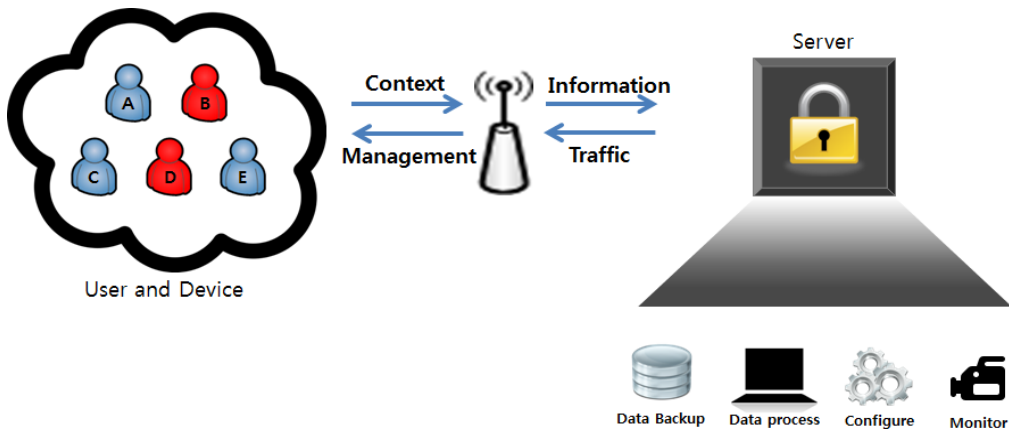 A
B
C
D
E
User and Device
Context
Management
Information
Traffic
Server
Data Backup
Data process
Configure
Monitor